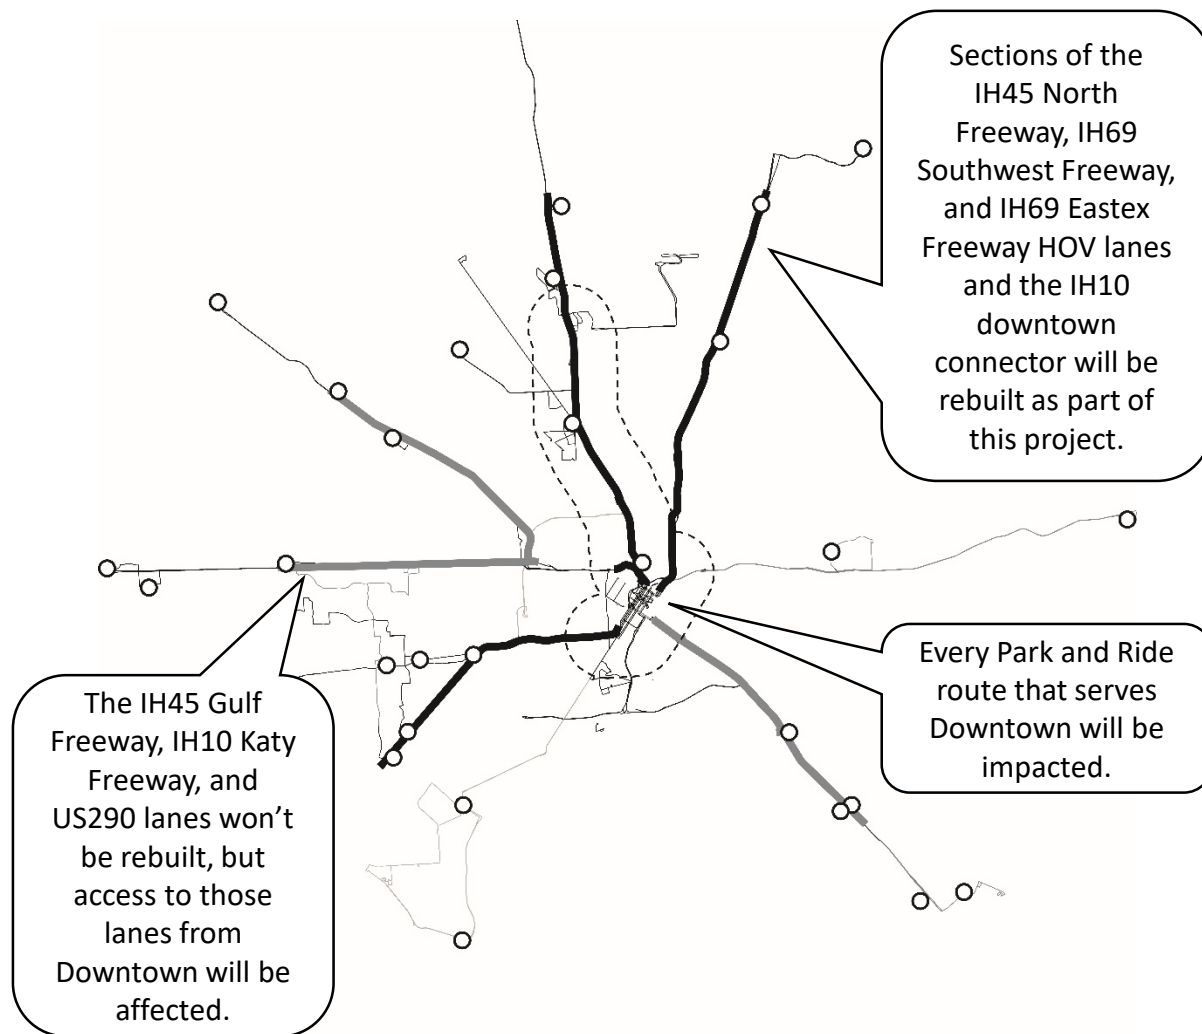 Sections of the
IH45 North
Freeway, IH69
Southwest Freeway,
and IH69 Eastex
Freeway HOV lanes
and the IH10
downtown
connector will be
rebuilt as part of
this project.
Every Park and Ride
route that serves
Downtown will be
impacted.
The IH45 Gulf
Freeway, IH10 Katy
Freeway, and
US290 lanes won’t
be rebuilt, but
access to those
lanes from
Downtown will be
affected.